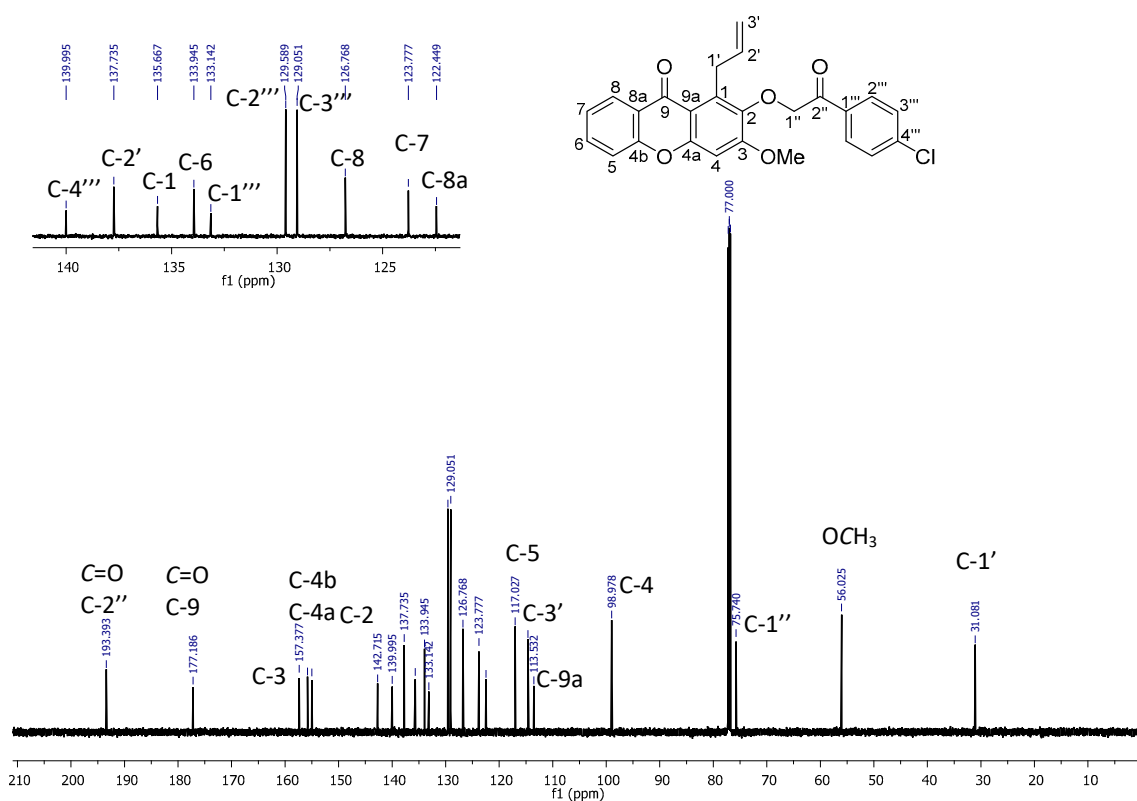 139.995
137.735
135.667
133.945
133.142
129.589
129.051
126.768
123.777
122.449
C-2'''
C-3'''
C-7
C-2'
C-6
C-8
C-4'''
C-1
C-1'''
C-8a
140
135
130
125
f1 (ppm)
3'
2'
1'
O
O
8
8a
9
9a
1
O
1''
2''
1'''
2'''
3'''
4'''
Cl
7
6
5
4b
O
4a
4
3
2
OMe
77.000
129.051
C=O
C-2''
193.393
C=O
C-9
177.186
C-3
157.377
C-4b
C-4a
C-2
142.715
139.995
137.735
133.945
133.142
126.768
123.777
C-5
117.027
C-3'
113.532
C-9a
98.978
C-4
75.740
C-1''
OCH3
56.025
C-1'
31.081
210
200
190
180
170
160
150
140
130
120
110
100
90
80
70
60
50
40
30
20
10
0
f1 (ppm)